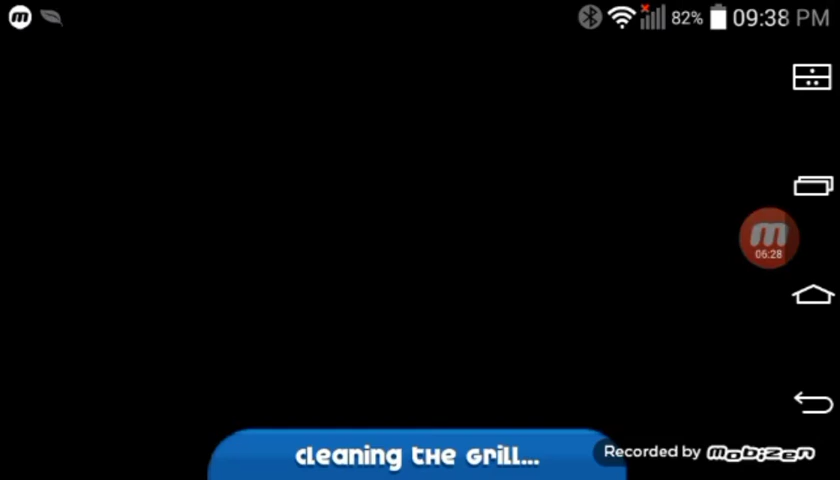 m
82% 09:38 PM
m
06:28
cleaning the grill...
Recorded by mobizen